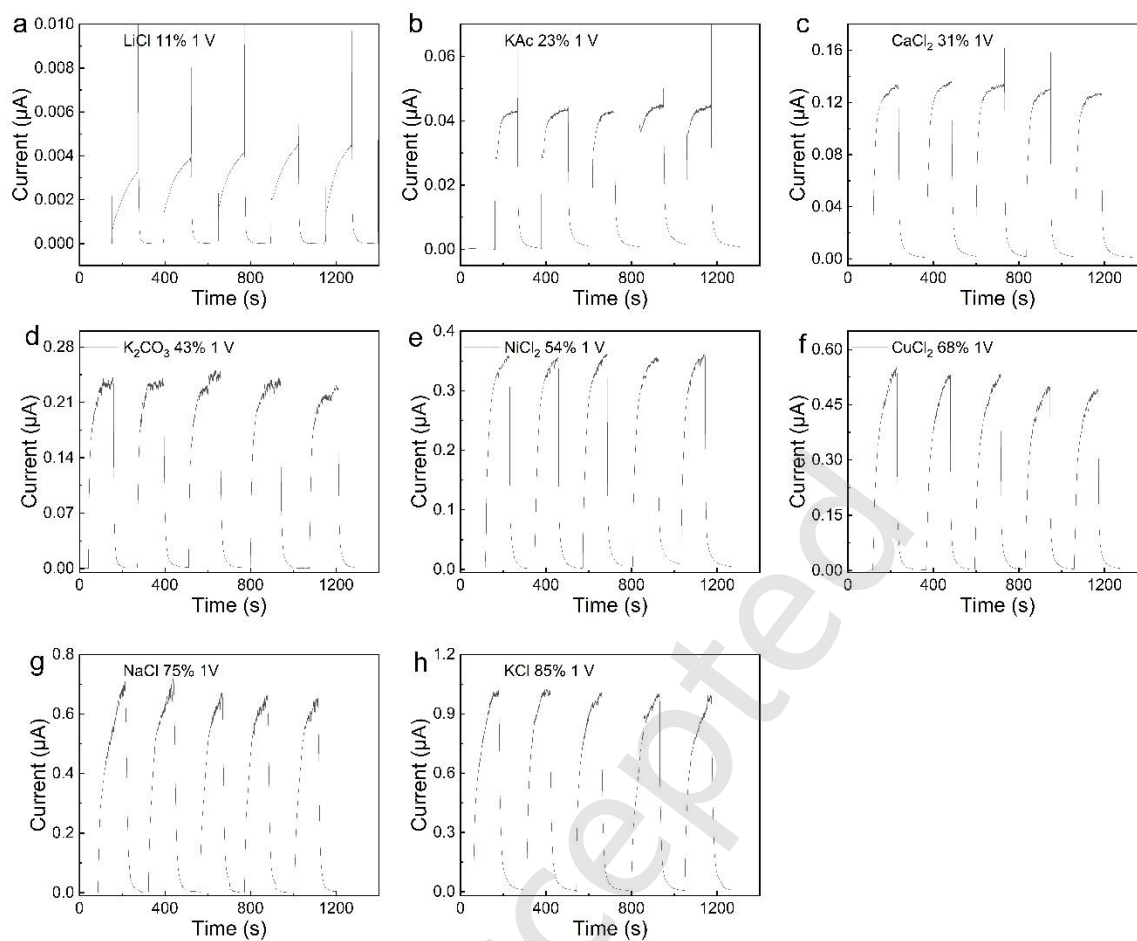 a
LiCl 11% 1 V
0.010
0.008
0.006
0.004
0.002
0.000
Current (μA)
0 400 800 1200
Time (s)
b
KAc 23% 1 V
0.06
0.04
0.02
0.00
Current (μA)
0 400 800 1200
Time (s)
c
CaCl₂ 31% 1V
0.16
0.12
0.08
0.04
0.00
Current (μA)
0 400 800 1200
Time (s)
d
K₂CO₃ 43% 1 V
0.28
0.21
0.14
0.07
0.00
Current (μA)
0 400 800 1200
Time (s)
e
NiCl₂ 54% 1 V
0.4
0.3
0.2
0.1
0.0
Current (μA)
0 400 800 1200
Time (s)
f
CuCl₂ 68% 1V
0.60
0.45
0.30
0.15
0.00
Current (μA)
0 400 800 1200
Time (s)
g
NaCl 75% 1V
0.8
0.6
0.4
0.2
0.0
Current (μA)
0 400 800 1200
Time (s)
h
KCl 85% 1 V
1.2
0.9
0.6
0.3
0.0
Current (μA)
0 400 800 1200
Time (s)
cepted